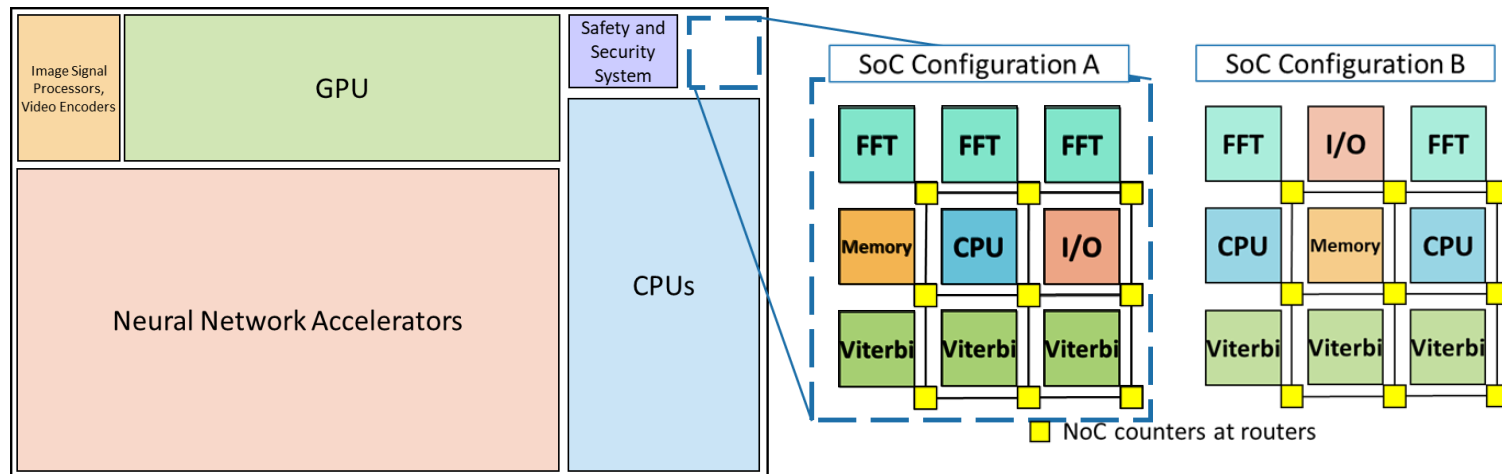 Image Signal
Processors,
Video Encoders
GPU
Safety and
Security
System
Neural Network Accelerators
CPUs
SoC Configuration A
FFT FFT FFT
Memory CPU I/O
Viterbi Viterbi Viterbi
SoC Configuration B
FFT I/O FFT
CPU Memory CPU
Viterbi Viterbi Viterbi
NoC counters at routers